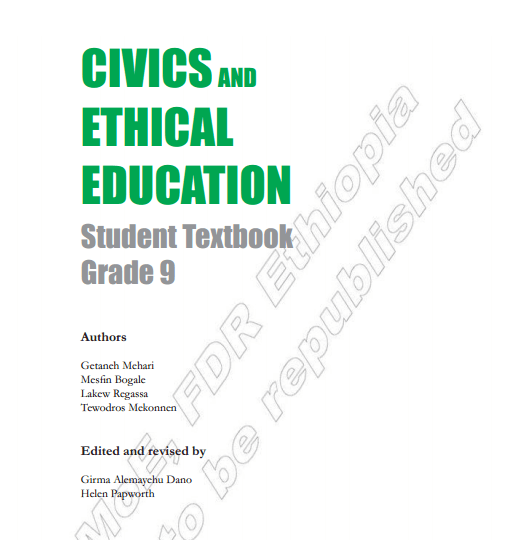 CIVICS AND
ETHICAL
EDUCATION
Student Textbook
Grade 9
Authors
Getaneh Mehari
Mesfin Bogale
Lakew Regassa
Tewodros Mekonnen
Edited and revised by
Girma Alemayehu Dano
Helen Papworth
MoE, FDR Ethiopia
to be republished